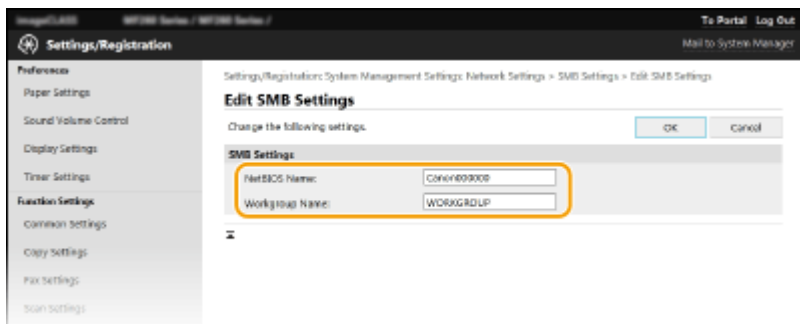 imageCLASS
To Portal Log Out
Settings/Registration
Mail to System Manager
Preferences
Paper Settings
Sound Volume Control
Display Settings
Timer Settings
Function Settings
Common Settings
Copy Settings
Fax Settings
Scan Settings
Settings/Registration: System Management Settings: Network Settings > SMB Settings > Edit SMB Settings
Edit SMB Settings
Change the following settings.
OK Cancel
SMB Settings
NetBIOS Name: Canon000000
Workgroup Name: WORKGROUP